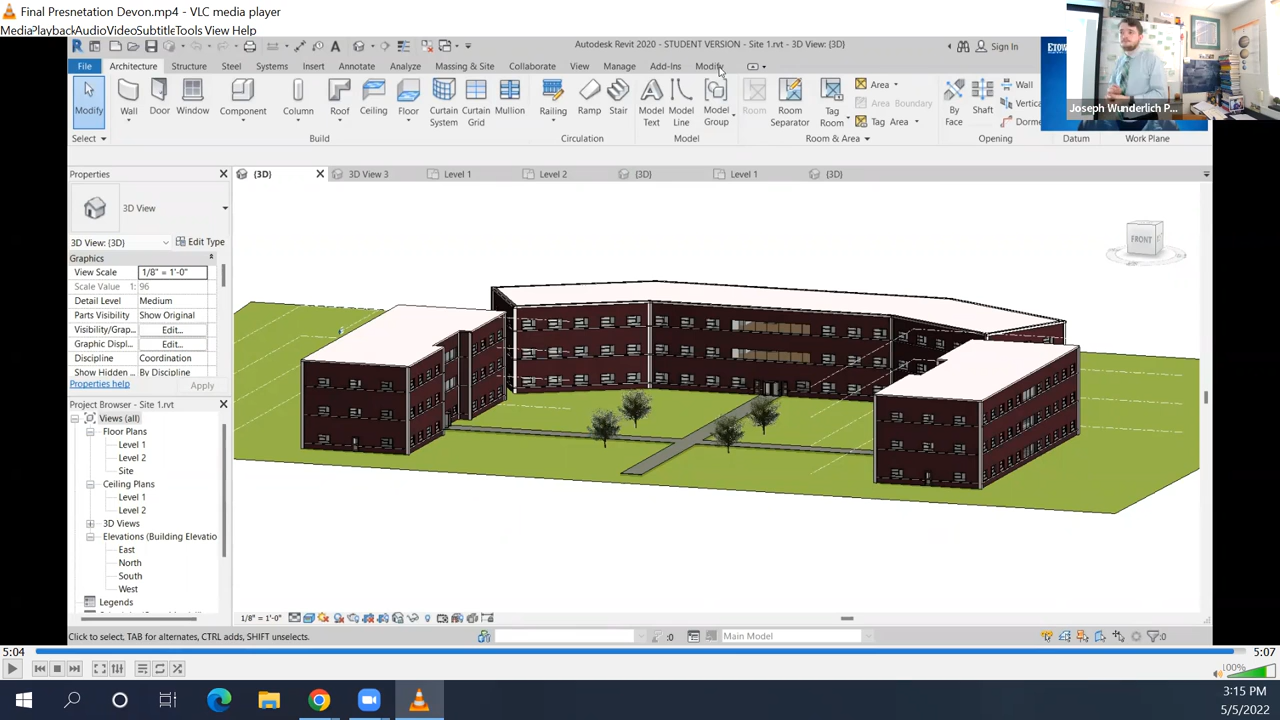 Final Presnetation Devon.mp4 - VLC media player
Media Playback Audio Video Subtitle Tools View Help
Autodesk Revit 2020 - STUDENT VERSION - Site 1.rvt - 3D View: {3D}
Sign In
File Architecture Structure Steel Systems Insert Annotate Analyze Massing & Site Collaborate View Manage Add-Ins Modify
Modify Wall Door Window Component Column Roof Ceiling Floor Curtain System Curtain Grid Mullion Railing Ramp Stair Model Text Model Line Model Group Room Room Separator Tag Room
Area
Area Boundary
Tag Area
By Face Shaft
Wall
Vertica
Dorme
Select Build Circulation Model Room & Area Opening Datum Work Plane
Joseph Wunderlich P...
Properties
{3D} 3D View 3 Level 1 Level 2 {3D} Level 1 {3D}
3D View
3D View: {3D} Edit Type
Graphics
View Scale 1/8" = 1'-0"
Scale Value 1: 96
Detail Level Medium
Parts Visibility Show Original
Visibility/Grap... Edit...
Graphic Displ... Edit...
Discipline Coordination
Show Hidden ... By Discipline
Properties help Apply
Project Browser - Site 1.rvt
Views (all)
Floor Plans
Level 1
Level 2
Site
Ceiling Plans
Level 1
Level 2
3D Views
Elevations (Building Elevatio
East
North
South
West
Legends
FRONT
1/8" = 1'-0"
Click to select, TAB for alternates, CTRL adds, SHIFT unselects.
:0
Main Model
:0
5:04
5:07
100%
3:15 PM
5/5/2022